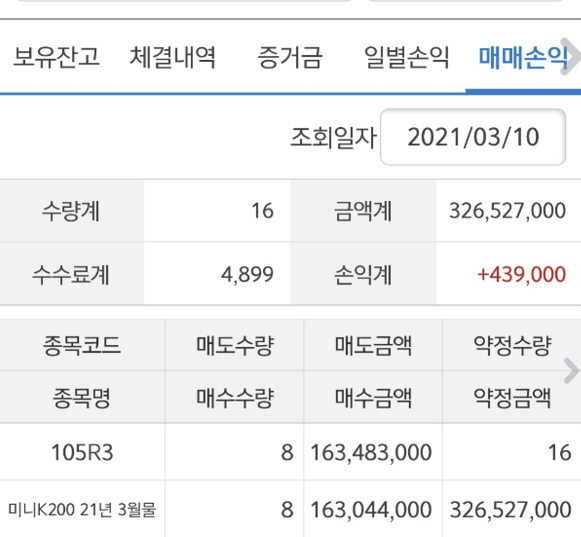 보유잔고 체결내역 증거금 일별손익 매매손익
조회일자 2021/03/10
수량계 16 금액계 326,527,000
수수료계 4,899 손익계 +439,000
종목코드 매도수량 매도금액 약정수량
종목명 매수수량 매수금액 약정금액
105R3 8 163,483,000 16
미니K200 21년 3월물 8 163,044,000 326,527,000